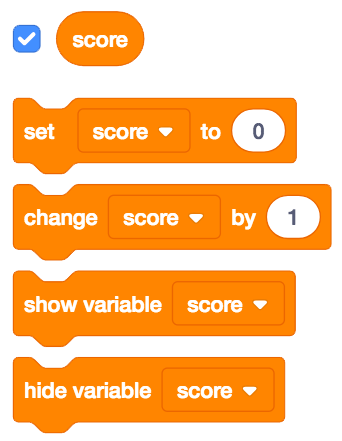 score
set score to 0
change score by 1
show variable score
hide variable score